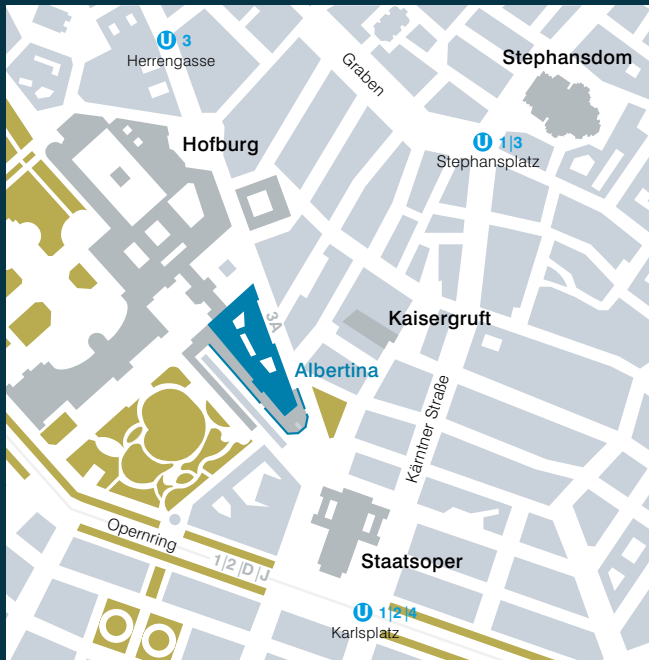 U 3
Herrengasse
Graben
Stephansdom
U 1|3
Stephansplatz
Hofburg
3A
Kaisergruft
Albertina
Kärntner Straße
Opernring
1|2|D|J
Staatsoper
U 1|2|4
Karlsplatz